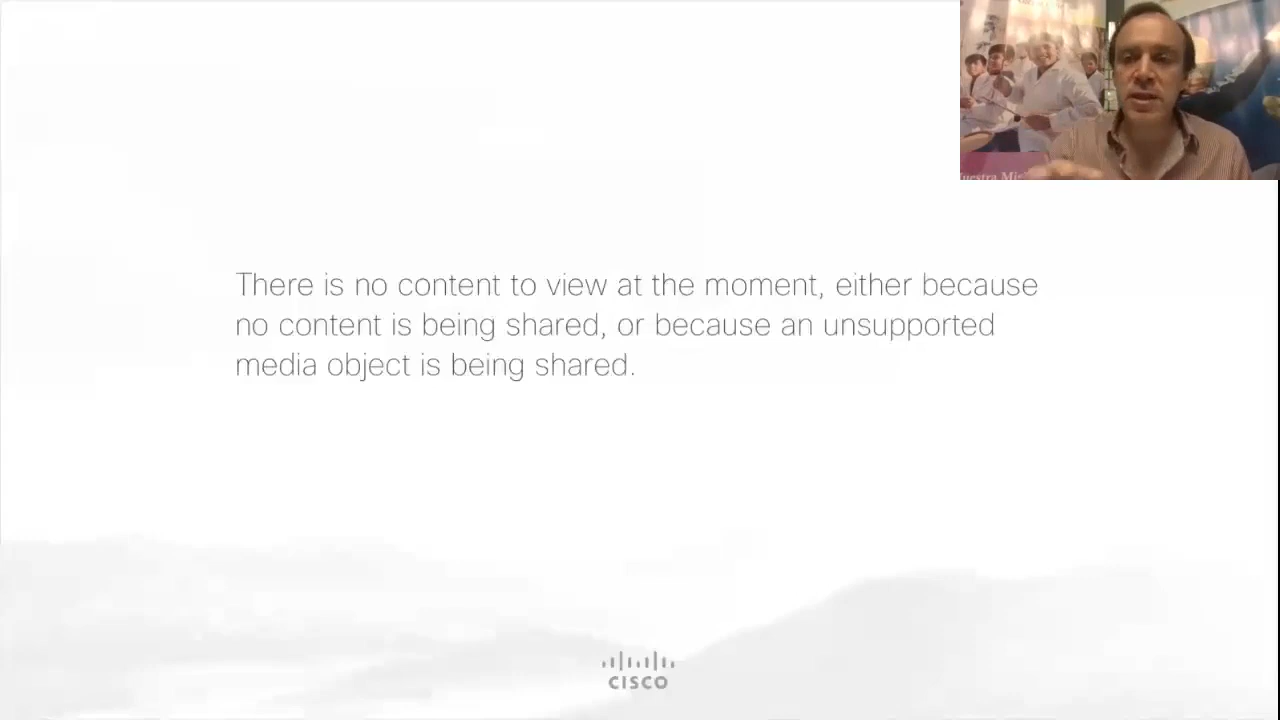 There is no content to view at the moment, either because
no content is being shared, or because an unsupported
media object is being shared.
CISCO